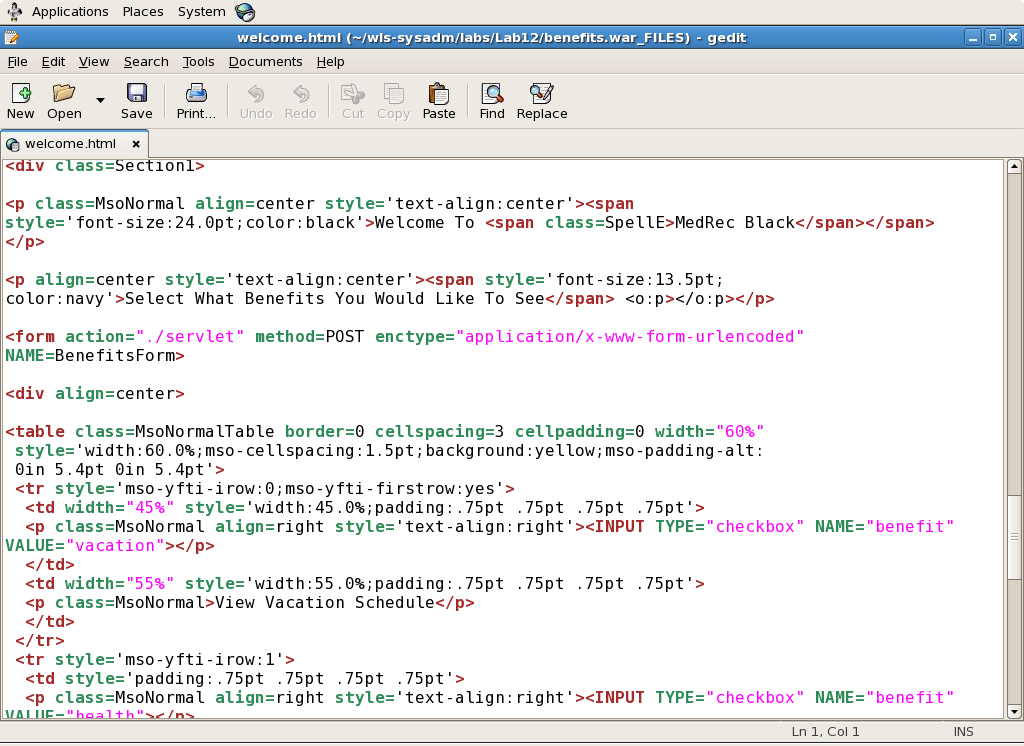 Applications Places System
welcome.html (~/wls-sysadm/labs/Lab12/benefits.war_FILES) - gedit
File Edit View Search Tools Documents Help
New Open Save Print... Undo Redo Cut Copy Paste Find Replace
welcome.html
<div class=Section1>
<p class=MsoNormal align=center style='text-align:center'><span
style='font-size:24.0pt;color:black'>Welcome To <span class=SpellE>MedRec Black</span></span>
</p>
<p align=center style='text-align:center'><span style='font-size:13.5pt;
color:navy'>Select What Benefits You Would Like To See</span> <o:p></o:p></p>
<form action="./servlet" method=POST enctype="application/x-www-form-urlencoded"
NAME=BenefitsForm>
<div align=center>
<table class=MsoNormalTable border=0 cellspacing=3 cellpadding=0 width="60%"
style='width:60.0%;mso-cellspacing:1.5pt;background:yellow;mso-padding-alt:
0in 5.4pt 0in 5.4pt'>
<tr style='mso-yfti-irow:0;mso-yfti-firstrow:yes'>
<td width="45%" style='width:45.0%;padding:.75pt .75pt .75pt .75pt'>
<p class=MsoNormal align=right style='text-align:right'><INPUT TYPE="checkbox" NAME="benefit"
VALUE="vacation"></p>
</td>
<td width="55%" style='width:55.0%;padding:.75pt .75pt .75pt .75pt'>
<p class=MsoNormal>View Vacation Schedule</p>
</td>
</tr>
<tr style='mso-yfti-irow:1'>
<td style='padding:.75pt .75pt .75pt .75pt'>
<p class=MsoNormal align=right style='text-align:right'><INPUT TYPE="checkbox" NAME="benefit"
VALUE="health"></p>
Ln 1, Col 1 INS